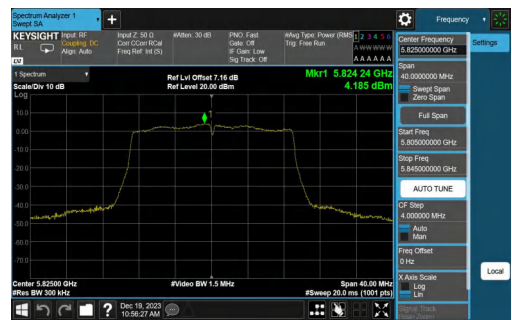 Spectrum Analyzer 1
Swept SA
+
Frequency
KEYSIGHT
RL
Input: RF
Coupling: DC
Align: Auto
Input Z: 50 Ω
Corr CCorr RCal
Freq Ref: Int (S)
#Atten: 30 dB
PNO: Fast
Gate: Off
IF Gain: Low
Sig Track: Off
#Avg Type: Power (RMS)
Trig: Free Run
1 2 3 4 5 6
A W W W W W
A A A A A A
LW
1 Spectrum
Scale/Div 10 dB
Log
Ref Lvl Offset 7.16 dB
Ref Level 20.00 dBm
Mkr1 5.824 24 GHz
4.185 dBm
1
10.0
0.00
-10.0
-20.0
-30.0
-40.0
-50.0
-60.0
-70.0
Center 5.82500 GHz
#Res BW 300 kHz
#Video BW 1.5 MHz
Span 40.00 MHz
#Sweep 20.0 ms (1001 pts)
Center Frequency
5.825000000 GHz
Settings
Span
40.0000000 MHz
Swept Span
Zero Span
Full Span
Start Freq
5.805000000 GHz
Stop Freq
5.845000000 GHz
AUTO TUNE
CF Step
4.000000 MHz
Auto
Man
Freq Offset
0 Hz
X Axis Scale
Log
Lin
Local
Signal Track
?
Dec 19, 2023
10:56:27 AM